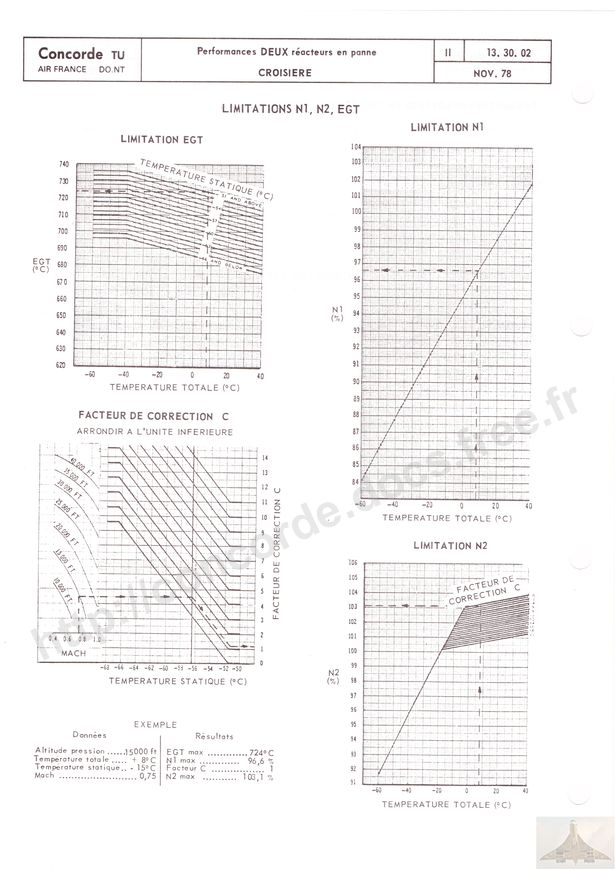 Concorde TU
AIR FRANCE DO.NT
Performances DEUX réacteurs en panne
CROISIERE
II
13. 30. 02
NOV. 78
LIMITATIONS N1, N2, EGT
LIMITATION EGT
TEMPERATURE STATIQUE (°C)
740
730
720
710
700
690
680
670
660
650
640
630
620
EGT
(°C)
51 AND ABOVE
AND BELOW
-60 -40 -20 0 20 40
TEMPERATURE TOTALE (°C)
LIMITATION N1
104
103
102
101
100
99
98
97
96
95
94
93
92
91
90
89
88
87
86
85
84
N1
(%)
-60 -40 -20 0 20 40
TEMPERATURE TOTALE (°C)
FACTEUR DE CORRECTION C
ARRONDIR A L'UNITE INFERIEURE
40 000 FT
35 000 FT
30 000 FT
25 000 FT
20 000 FT
15 000 FT
10 000 FT
0.4 0.6 0.8 1.0
MACH
14
13
12
11
10
9
8
7
6
5
4
3
2
1
0
FACTEUR DE CORRECTION C
-68 -66 -64 -62 -60 -58 -56 -54 -52 -50
TEMPERATURE STATIQUE (°C)
LIMITATION N2
FACTEUR DE
CORRECTION C
106
105
104
103
102
101
100
99
98
97
96
95
94
93
92
91
N2
(%)
-60 -40 -20 0 20 40
TEMPERATURE TOTALE (°C)
EXEMPLE
Données
Altitude pression ......15000 ft
Température totale ..... + 8°C
Température statique .. - 15°C
Mach ..................... 0,75
Résultats
EGT max .............724°C
N1 max .............. 96,6 %
Facteur C ............... 1
N2 max .............103,1 %
http://concorde.docs.free.fr